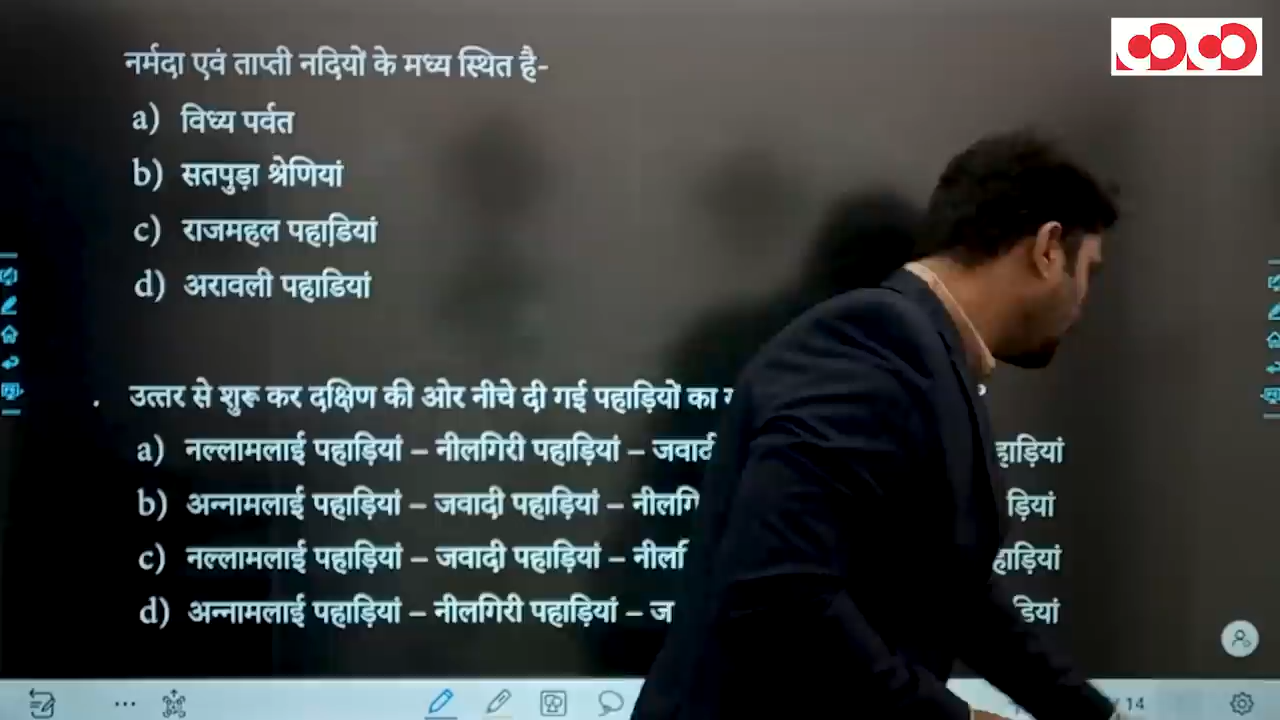 नर्मदा एवं ताप्ती नदियों के मध्य स्थित है-
a) विध्य पर्वत
b) सतपुड़ा श्रेणियां
c) राजमहल पहाडि़यां
d) अरावली पहाडियां
. उत्तर से शुरू कर दक्षिण की ओर नीचे दी गई पहाड़ियों का
a) नल्लामलाई पहाड़ियां – नीलगिरी पहाड़ियां –
b) अन्नामलाई पहाड़ियां – जवादी पहाड़ियां –
c) नल्लामलाई पहाड़ियां – जवादी पहाड़ियां –
d) अन्नामलाई पहाड़ियां – नीलगिरी पहाड़ियां –
14